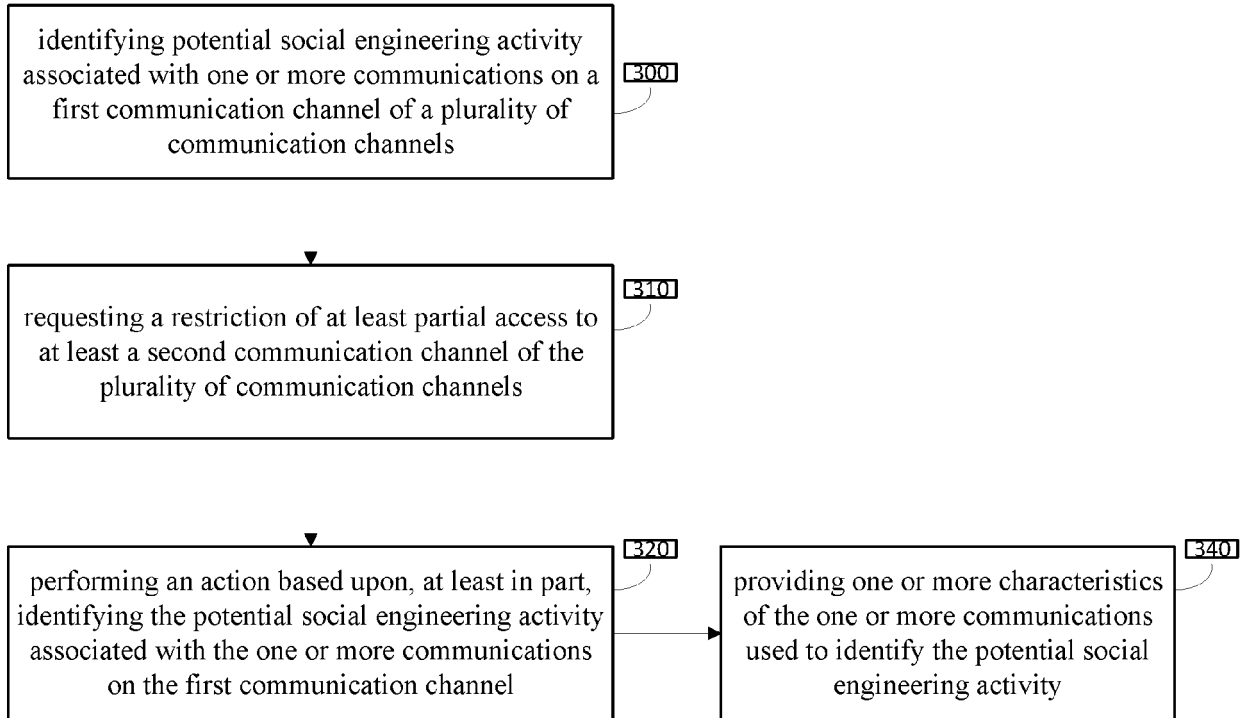 identifying potential social engineering activity
associated with one or more communications on a
first communication channel of a plurality of
communication channels
300
requesting a restriction of at least partial access to
at least a second communication channel of the
plurality of communication channels
310
performing an action based upon, at least in part,
identifying the potential social engineering activity
associated with the one or more communications
on the first communication channel
320
providing one or more characteristics
of the one or more communications
used to identify the potential social
engineering activity
340